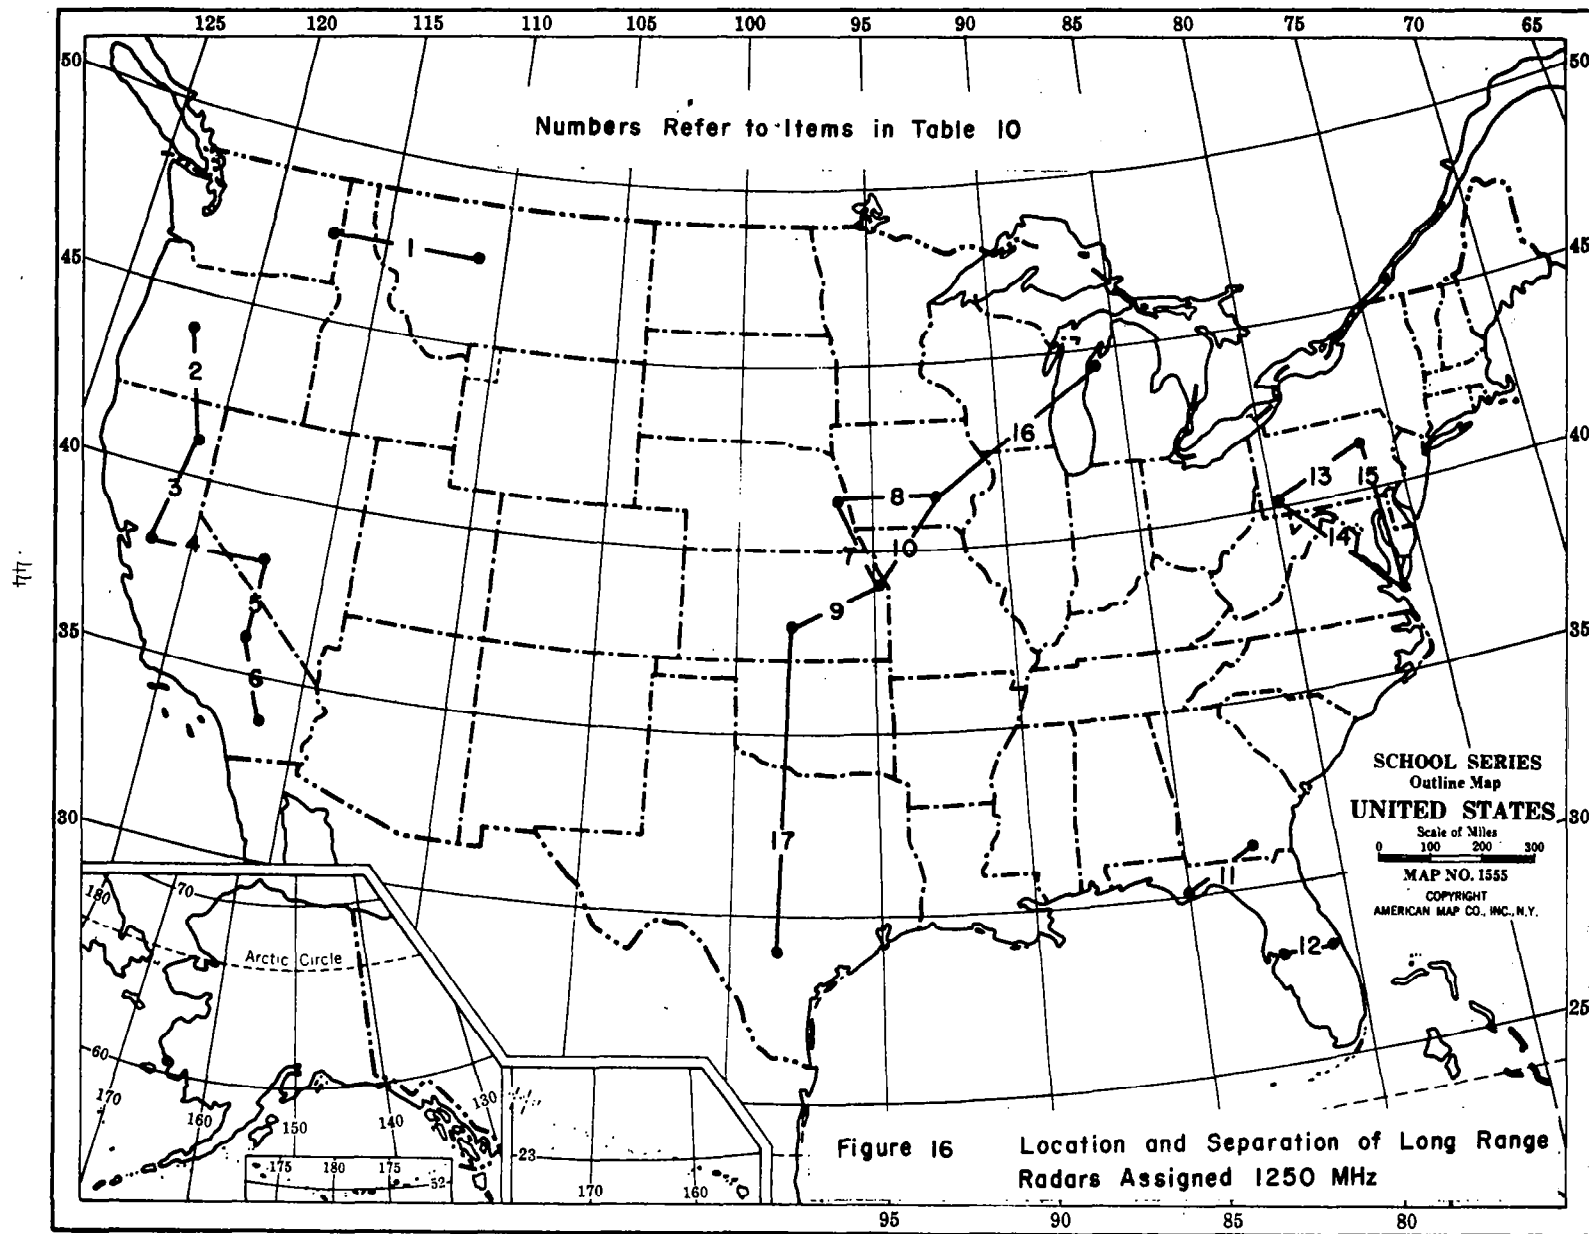 125 120 115 110 105 100 95 90 85 80 75 70 65
50 50
Numbers Refer to Items in Table 10
1
45 45
2
16
40 40
3
8
13 15
4
10
14
7
44
5
9
35 35
6
SCHOOL SERIES
Outline Map
UNITED STATES
Scale of Miles
0 100 200 300
MAP NO. 1555
COPYRIGHT
AMERICAN MAP CO., INC., N.Y.
30 30
17
11
12
180 70
Arctic Circle
25
60
170 160 150 140 130
175 180 175
52
23
170 160
Figure 16 Location and Separation of Long Range
Radars Assigned 1250 MHz
95 90 85 80